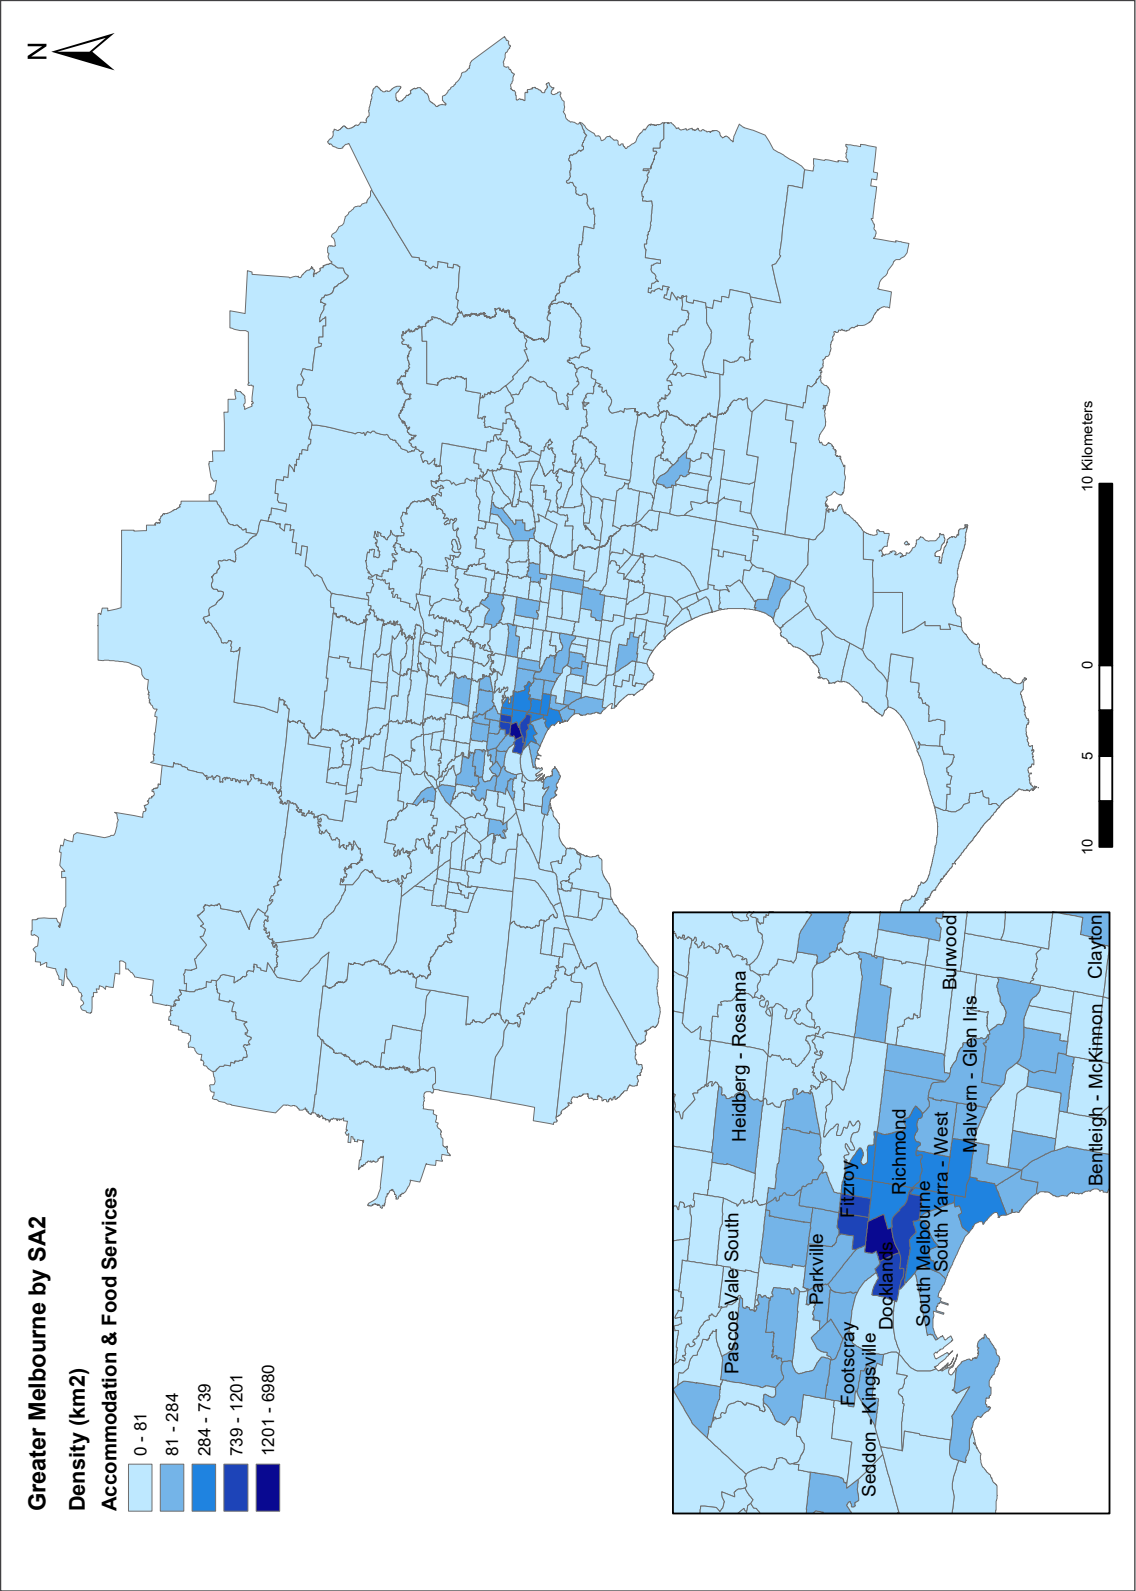 Greater Melbourne by SA2
Density (km2)
Accommodation & Food Services
0 - 81
81 - 284
284 - 739
739 - 1201
1201 - 6980
N
Pascoe Vale South
Heidberg - Rosanna
Parkville
Footscray
Fitzroy
Seddon - Kingsville
Docklands
Richmond
South Melbourne
South Yarra - West
Burwood
Malvern - Glen Iris
Bentleigh - McKinnon
Clayton
10 5 0 10 Kilometers